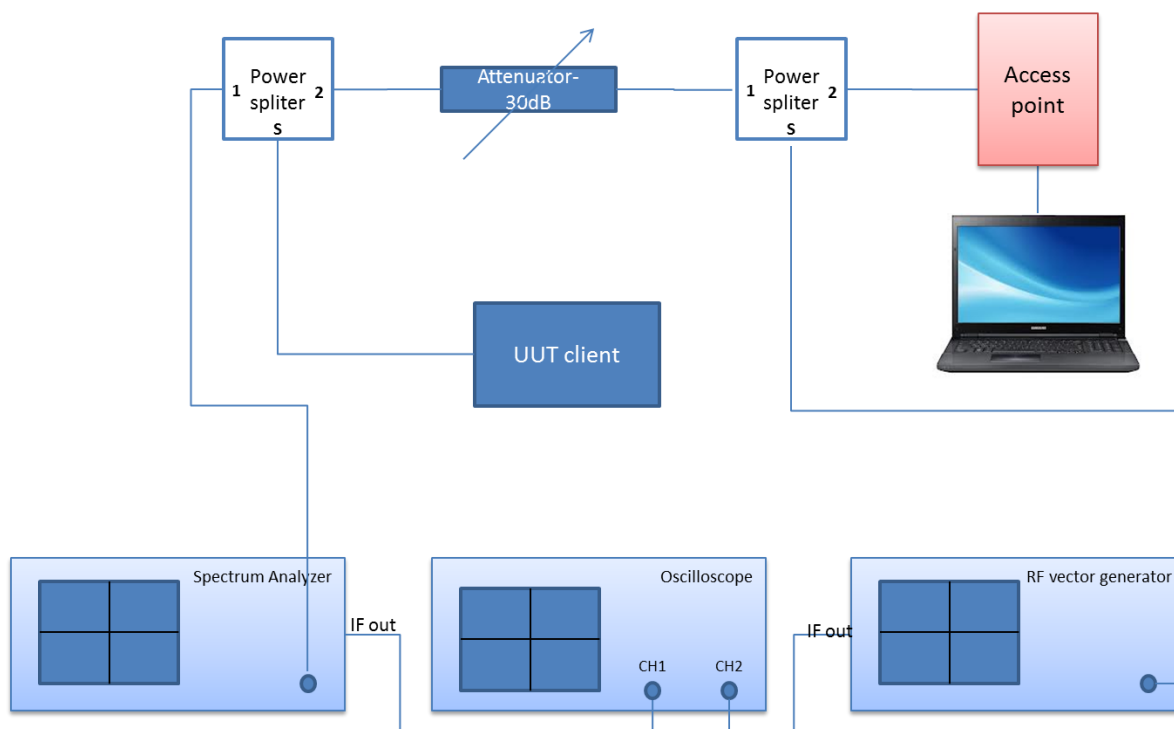 1
Power
spliter
2
S
Attenuator-
30dB
1
Power
spliter
2
S
Access
point
UUT client
Spectrum Analyzer
IF out
Oscilloscope
CH1
CH2
IF out
RF vector generator